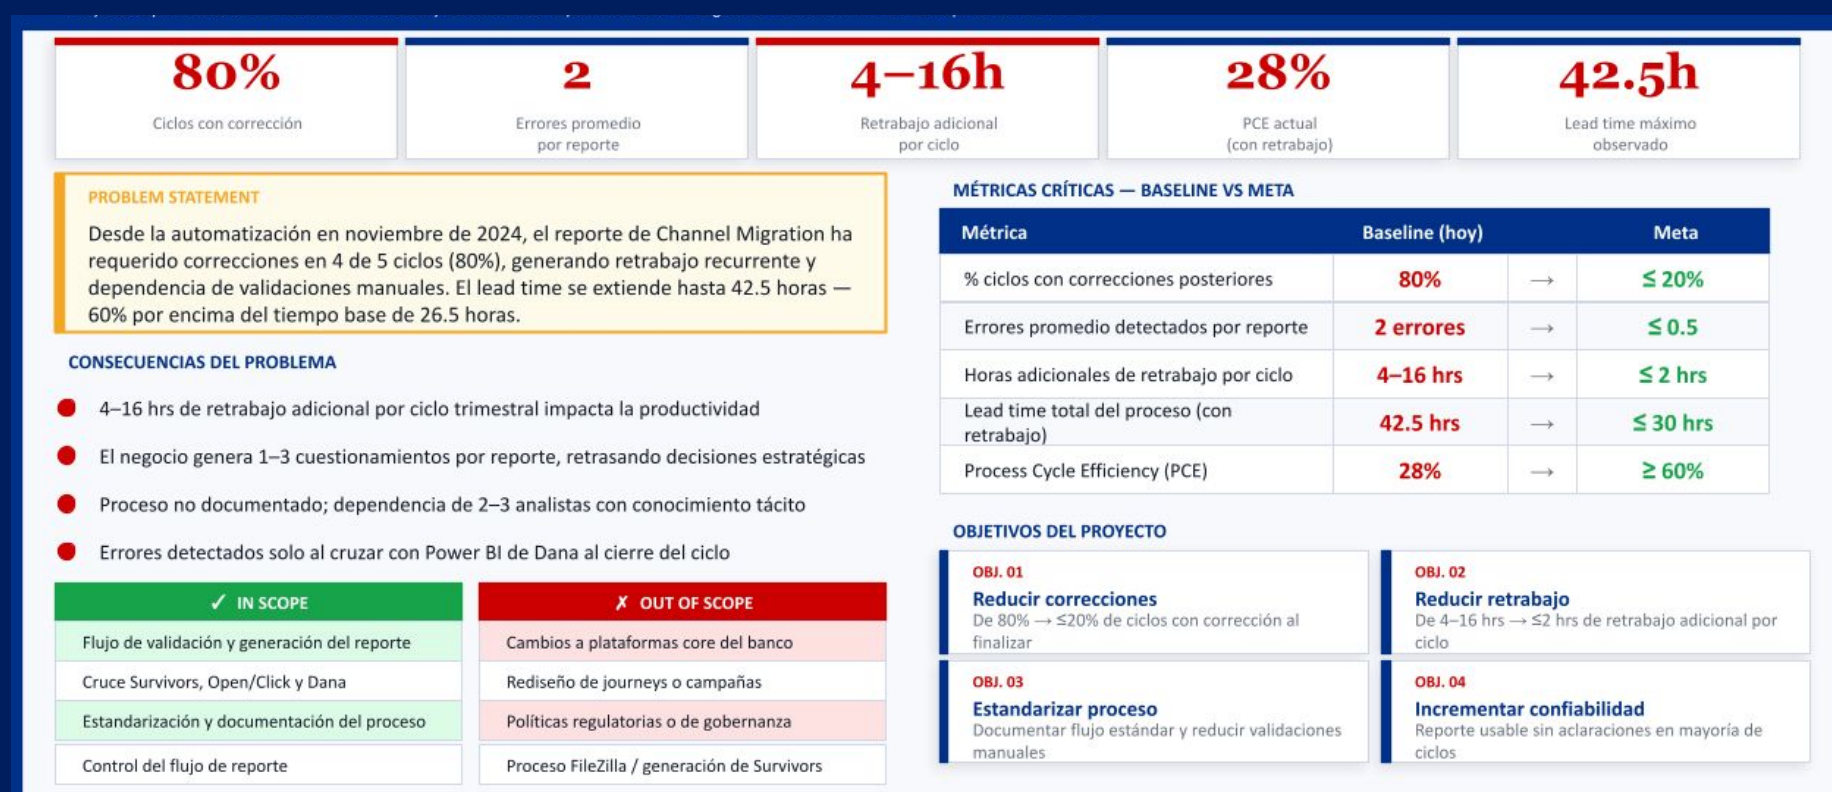 80%
Ciclos con corrección
2
Errores promedio
por reporte
4–16h
Retrabajo adicional
por ciclo
28%
PCE actual
(con retrabajo)
42.5h
Lead time máximo
observado
PROBLEM STATEMENT
Desde la automatización en noviembre de 2024, el reporte de Channel Migration ha
requerido correcciones en 4 de 5 ciclos (80%), generando retrabajo recurrente y
dependencia de validaciones manuales. El lead time se extiende hasta 42.5 horas —
60% por encima del tiempo base de 26.5 horas.
CONSECUENCIAS DEL PROBLEMA
4–16 hrs de retrabajo adicional por ciclo trimestral impacta la productividad
El negocio genera 1–3 cuestionamientos por reporte, retrasando decisiones estratégicas
Proceso no documentado; dependencia de 2–3 analistas con conocimiento tácito
Errores detectados solo al cruzar con Power BI de Dana al cierre del ciclo
✓ IN SCOPE
Flujo de validación y generación del reporte
Cruce Survivors, Open/Click y Dana
Estandarización y documentación del proceso
Control del flujo de reporte
✗ OUT OF SCOPE
Cambios a plataformas core del banco
Rediseño de journeys o campañas
Políticas regulatorias o de gobernanza
Proceso FileZilla / generación de Survivors
MÉTRICAS CRÍTICAS — BASELINE VS META
Métrica Baseline (hoy) Meta
% ciclos con correcciones posteriores 80% → ≤ 20%
Errores promedio detectados por reporte 2 errores → ≤ 0.5
Horas adicionales de retrabajo por ciclo 4–16 hrs → ≤ 2 hrs
Lead time total del proceso (con
retrabajo) 42.5 hrs → ≤ 30 hrs
Process Cycle Efficiency (PCE) 28% → ≥ 60%
OBJETIVOS DEL PROYECTO
OBJ. 01
Reducir correcciones
De 80% → ≤20% de ciclos con corrección al
finalizar
OBJ. 02
Reducir retrabajo
De 4–16 hrs → ≤2 hrs de retrabajo adicional por
ciclo
OBJ. 03
Estandarizar proceso
Documentar flujo estándar y reducir validaciones
manuales
OBJ. 04
Incrementar confiabilidad
Reporte usable sin aclaraciones en mayoría de
ciclos